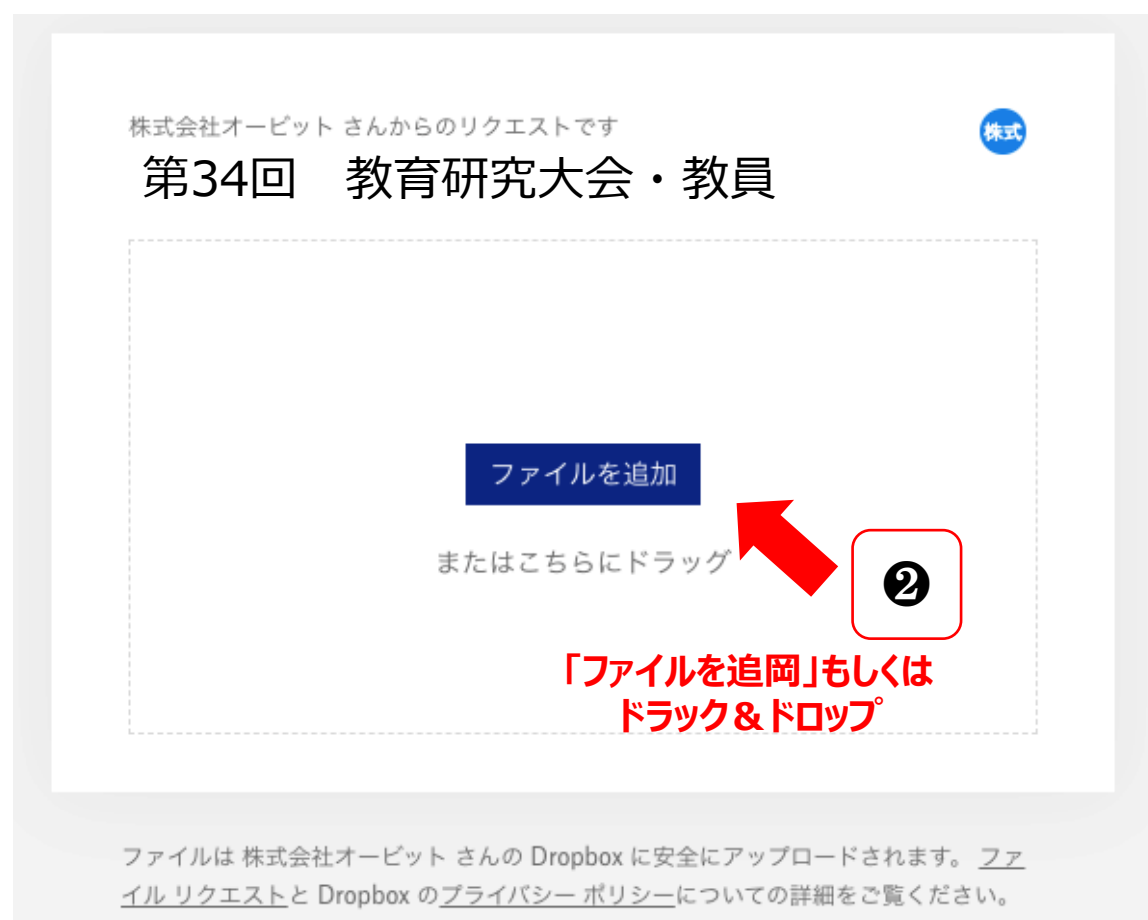 株式会社オービット さんからのリクエストです
株式
第34回　教育研究大会・教員
ファイルを追加
またはこちらにドラッグ
❷
「ファイルを追岡」もしくは
ドラック＆ドロップ
ファイルは 株式会社オービット さんの Dropbox に安全にアップロードされます。 ファ
イル リクエストと Dropbox のプライバシー ポリシーについての詳細をご覧ください。